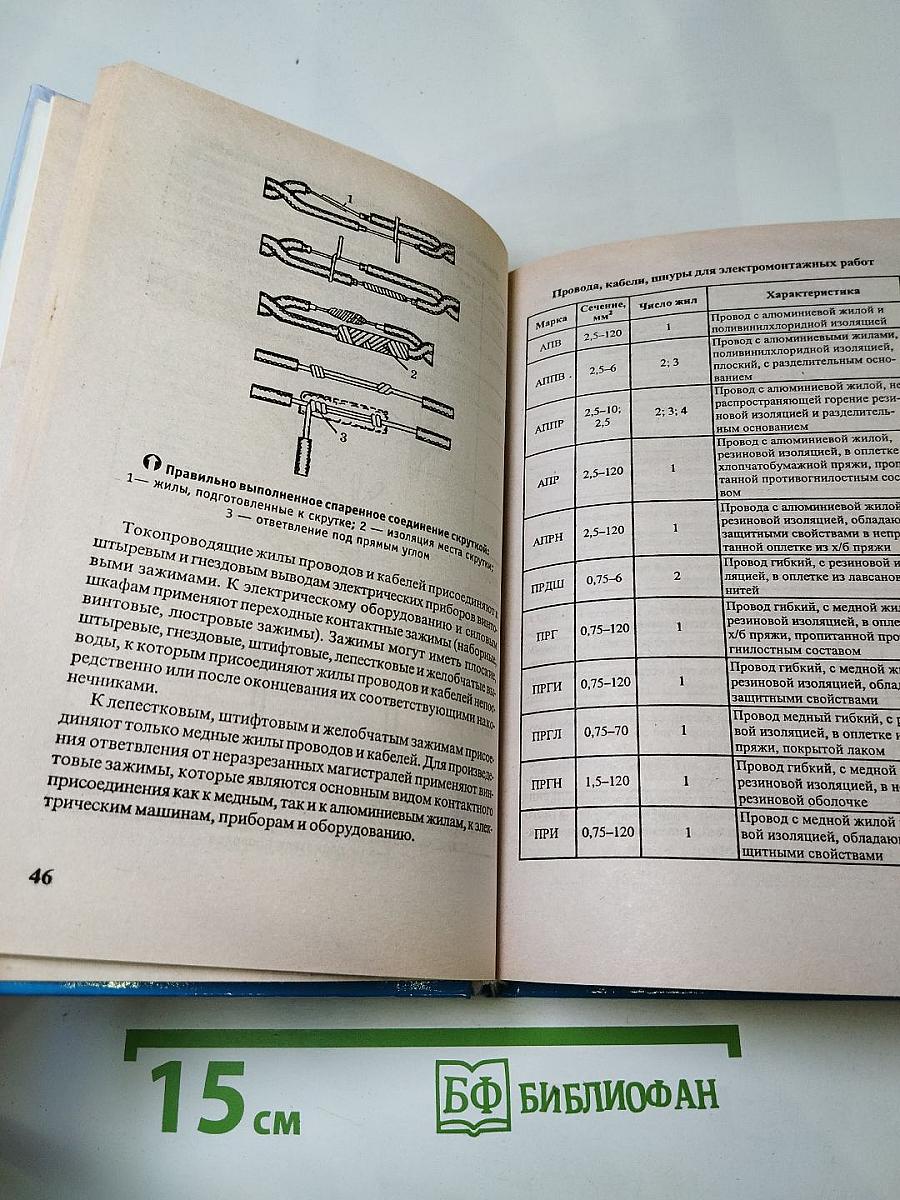 1
2
3
Правильно выполненное спаренное соединение скруткой:
1— жилы, подготовленные к скрутке; 2 — изоляция места скрутки;
3 — ответвление под прямым углом
Токопроводящие жилы проводов и кабелей присоединяют к
штыревым и гнездовым выводам электрических приборов винто-
выми зажимами. К электрическому оборудованию и силовым
шкафам применяют переходные контактные зажимы (наборные,
винтовые, люстровые зажимы). Зажимы могут иметь плоские,
штыревые, гнездовые, штифтовые, лепестковые и желобчатые вы-
воды, к которым присоединяют жилы проводов и кабелей непос-
редственно или после оконцевания их соответствующими нако-
нечниками.
К лепестковым, штифтовым и желобчатым зажимам присое-
диняют только медные жилы проводов и кабелей. Для произведе-
ния ответвления от неразрезанных магистралей применяют вин-
товые зажимы, которые являются основным видом контактного
присоединения как к медным, так и к алюминиевым жилам, к элек-
трическим машинам, приборам и оборудованию.
46
Провода, кабели, шнуры для электромонтажных работ
Марка Сечение, мм² Число жил Характеристика
АПВ 2,5–120 1 Провод с алюминиевой жилой и
поливинилхлоридной изоляцией
АППВ 2,5–6 2; 3 Провод с алюминиевыми жилами,
поливинилхлоридной изоляцией,
плоский, с разделительным осно-
ванием
АППР 2,5–10; 2,5 2; 3; 4 Провод с алюминиевой жилой, не
распространяющей горение рези-
новой изоляцией и разделитель-
ным основанием
АПР 2,5–120 1 Провод с алюминиевой жилой,
резиновой изоляцией, в оплетке
хлопчатобумажной пряжи, проп
танной противогнилостным сос
вом
АПРН 2,5–120 1 Провода с алюминиевой жилой
резиновой изоляцией, обладаю
защитными свойствами в непр
танной оплетке из х/б пряжи
ПРДШ 0,75–6 2 Провод гибкий, с резиновой и
ляцией, в оплетке из лавсанов
нитей
ПРГ 0,75–120 1 Провод гибкий, с медной жи
резиновой изоляцией, в опле
х/б пряжи, пропитанной про
гнилостным составом
ПРГИ 0,75–120 1 Провод гибкий, с медной ж
резиновой изоляцией, обла
защитными свойствами
ПРГЛ 0,75–70 1 Провод медный гибкий, с р
вой изоляцией, в оплетке и
пряжи, покрытой лаком
ПРГН 1,5–120 1 Провод гибкий, с медной
резиновой изоляцией, в не
резиновой оболочке
ПРИ 0,75–120 1 Провод с медной жилой
вой изоляцией, обладаю
щитными свойствами
15 см
БФ БИБЛИОФАН